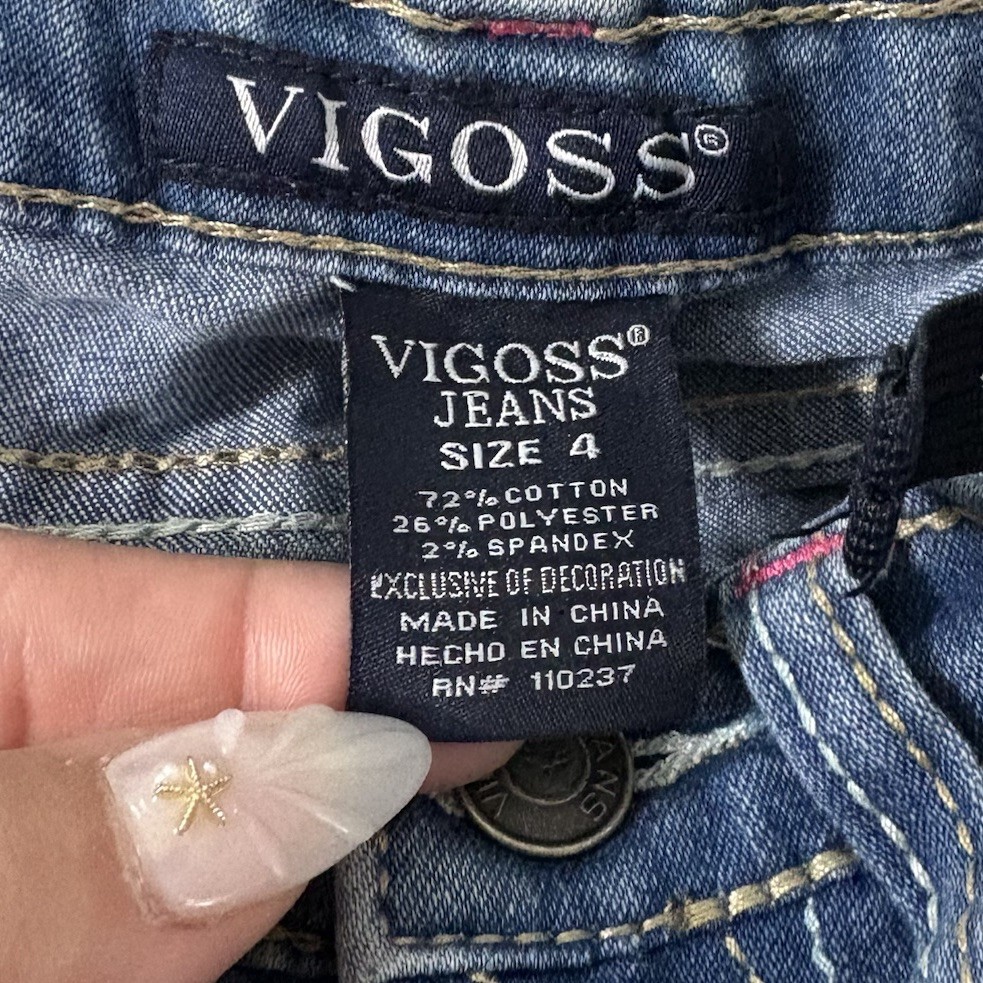 VIGOSS®
VIGOSS®
JEANS
SIZE 4
72% COTTON
26% POLYESTER
2% SPANDEX
EXCLUSIVE OF DECORATION
MADE IN CHINA
HECHO EN CHINA
RN# 110237